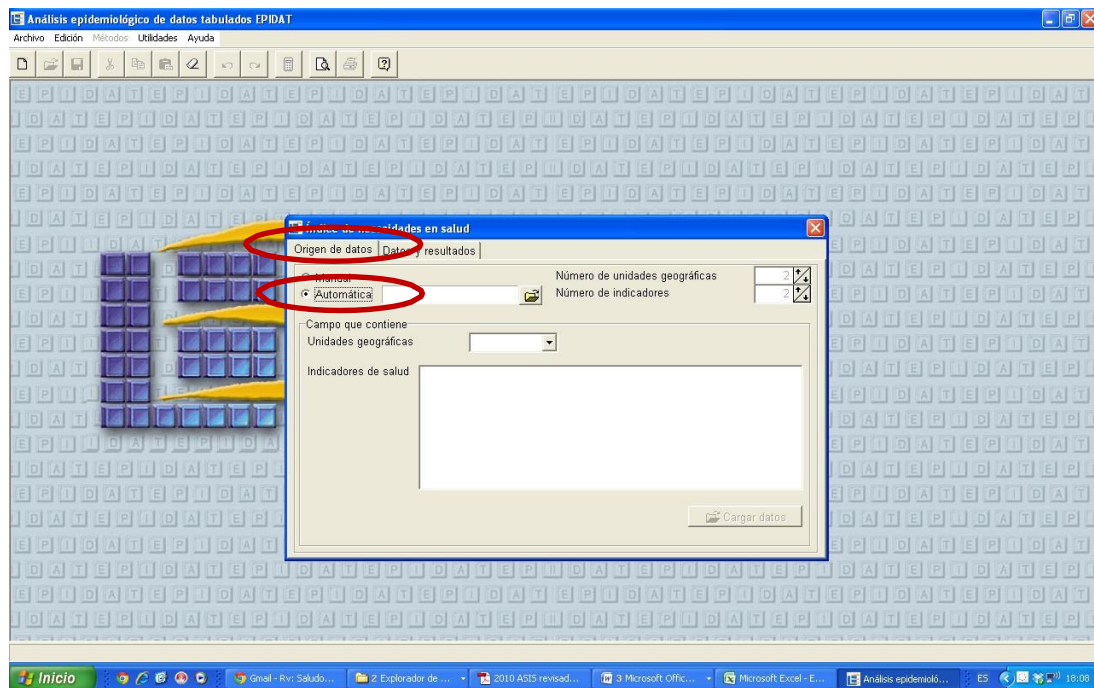 Análisis epidemiológico de datos tabulados EPIDAT
Archivo Edición Métodos Utilidades Ayuda
Índice de necesidades en salud
Origen de datos Datos y resultados
Manual Número de unidades geográficas 2
Automática Número de indicadores 2
Campo que contiene
Unidades geográficas
Indicadores de salud
Cargar datos
Inicio Gmail - Rv: Saludo... 2 Explorador de ... 2010 ASIS revisad... 3 Microsoft Offic... Microsoft Excel - E... Análisis epidemioló... ES 18:08